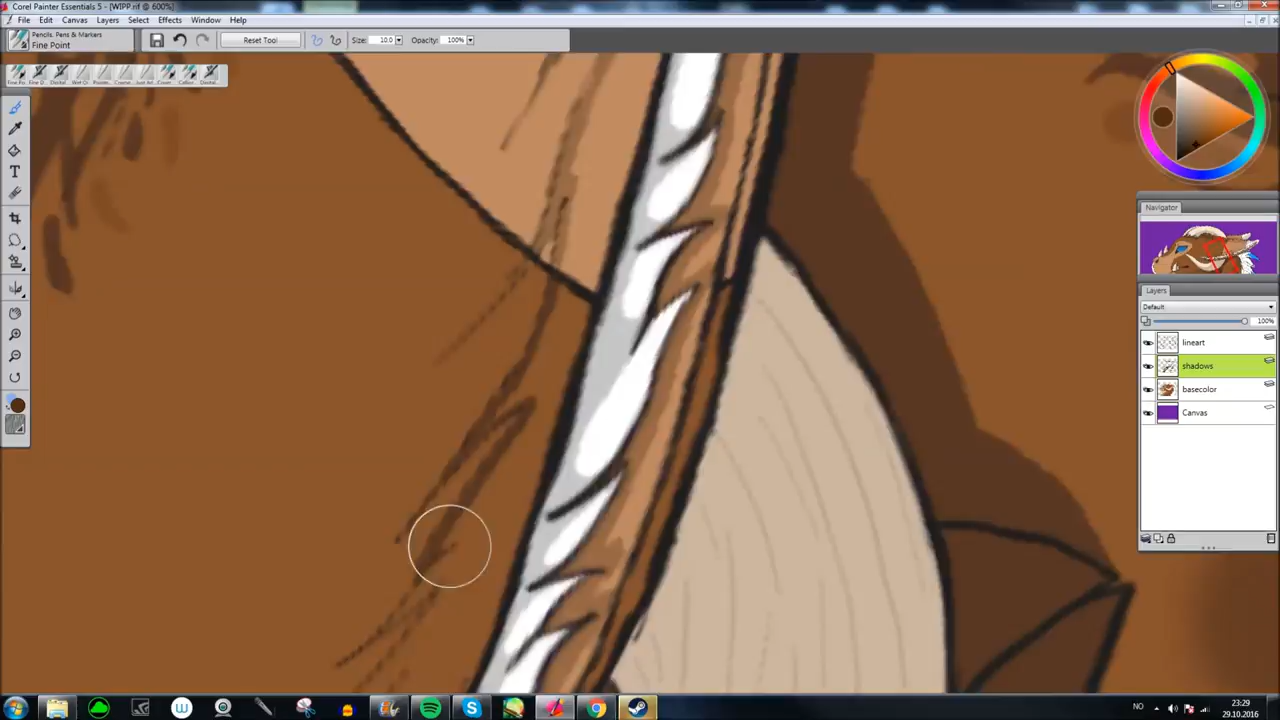 Corel Painter Essentials 5 - [WIPP.rif @ 600%]
File Edit Canvas Layers Select Effects Window Help
Pencils, Pens & Markers
Fine Point
Reset Tool
Size: 10.0
Opacity: 100%
Navigator
Layers
Default
100%
lineart
shadows
basecolor
Canvas
NO
23:29
29.10.2016